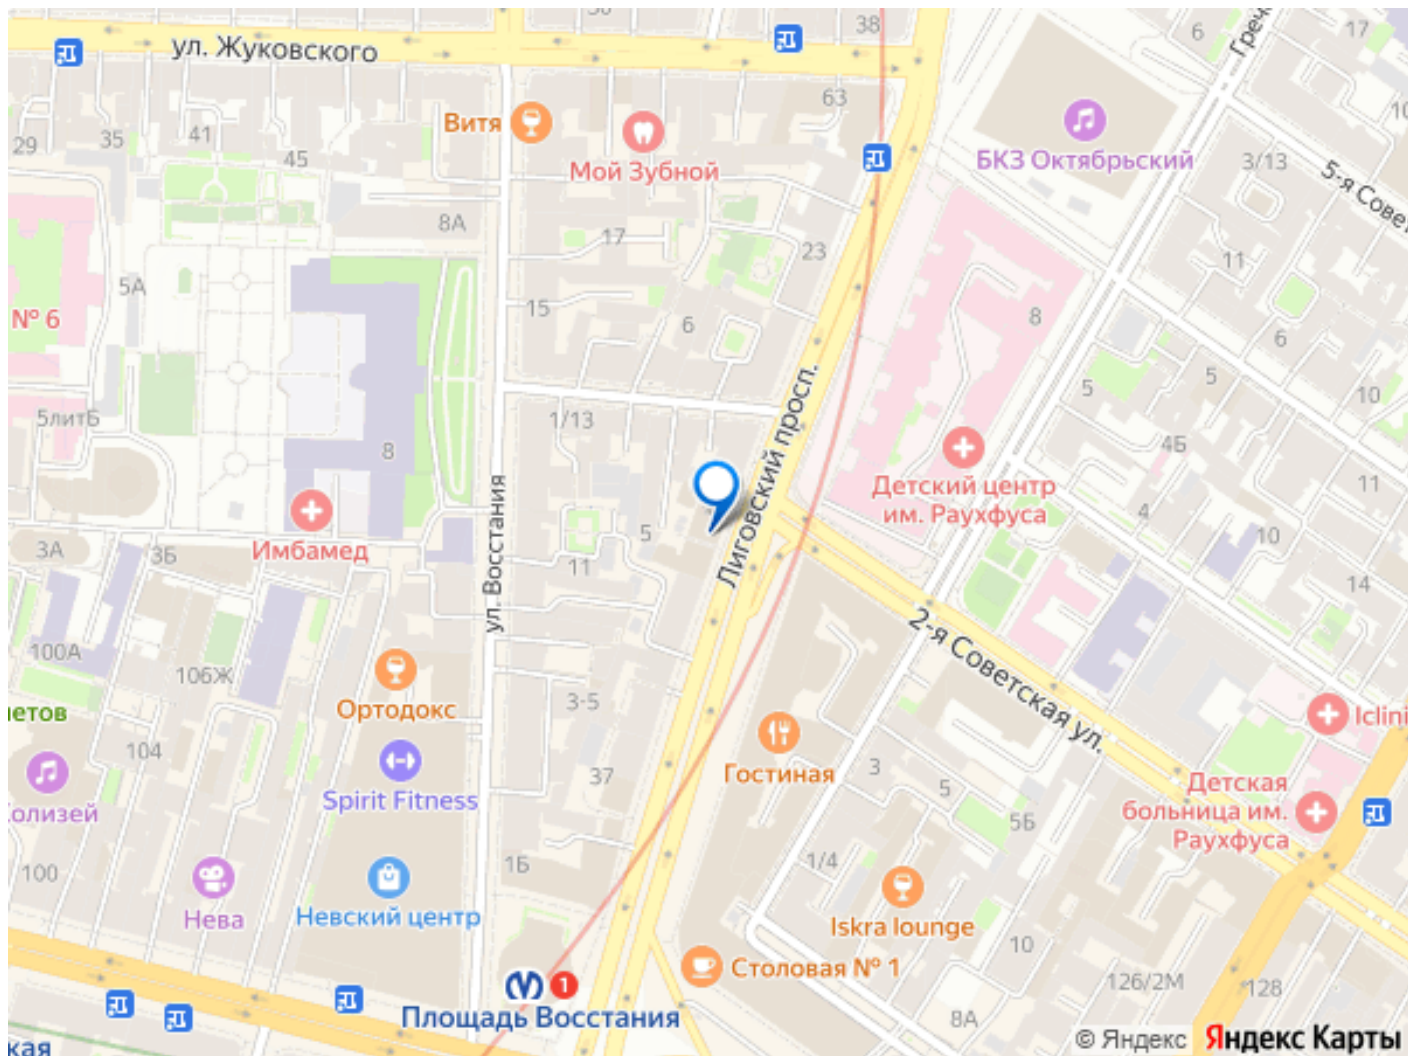 38
6
17
ул. Жуковского
63
Витя
Мой Зубной
БКЗ Октябрьский
29
35
41
45
3/13
8А
17
23
11
5А
15
6
8
№ 6
6
5
5
10
5литБ
1/13
8
4Б
Лиговский просп.
Детский центр
им. Раухфуса
11
4
10
14
ул. Восстания
5
11
Имбамед
3А
3Б
2-я Советская ул.
100А
106Ж
Ортодокс
3-5
104
37
Гостиная
3
5
5Б
Spirit Fitness
Детская
больница им.
Раухфуса
100
1Б
1/4
Нева
Невский центр
Iskra lounge
10
Столовая № 1
1
Площадь Восстания
126/2М
128
8А
© Яндекс
Яндекс Карты